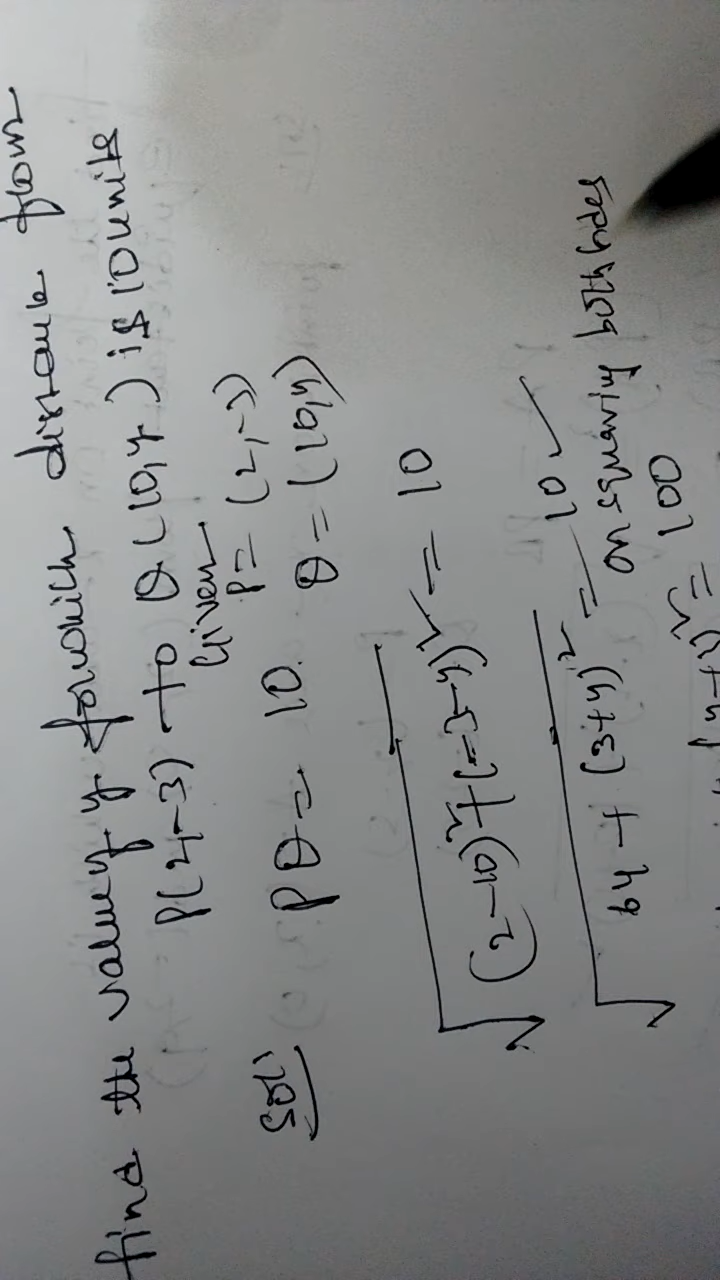 find the value of y for which distance from
P(2,-3) to Q(10,y) is 10 units
Given
P = (2,-3)
Sol: PQ = 10. Q = (10,y)
√(2-10)² + (-3-y)² = 10
√64 + (3+y)² = 10
on squaring both sides
= 100